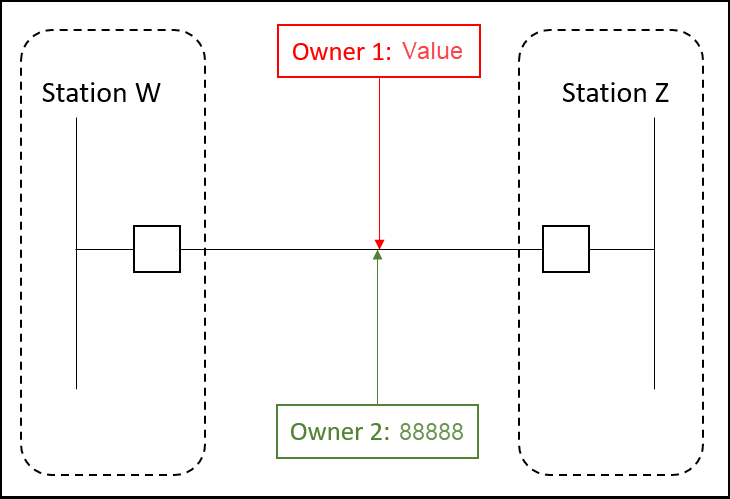 Owner 1: Value
Station W
Station Z
Owner 2: 88888